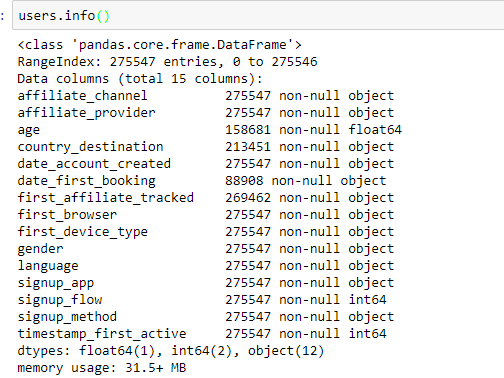 : users.info()
<class 'pandas.core.frame.DataFrame'>
RangeIndex: 275547 entries, 0 to 275546
Data columns (total 15 columns):
affiliate_channel          275547 non-null object
affiliate_provider         275547 non-null object
age                        158681 non-null float64
country_destination        213451 non-null object
date_account_created       275547 non-null object
date_first_booking         88908 non-null object
first_affiliate_tracked    269462 non-null object
first_browser              275547 non-null object
first_device_type          275547 non-null object
gender                     275547 non-null object
language                   275547 non-null object
signup_app                 275547 non-null object
signup_flow                275547 non-null int64
signup_method              275547 non-null object
timestamp_first_active     275547 non-null int64
dtypes: float64(1), int64(2), object(12)
memory usage: 31.5+ MB